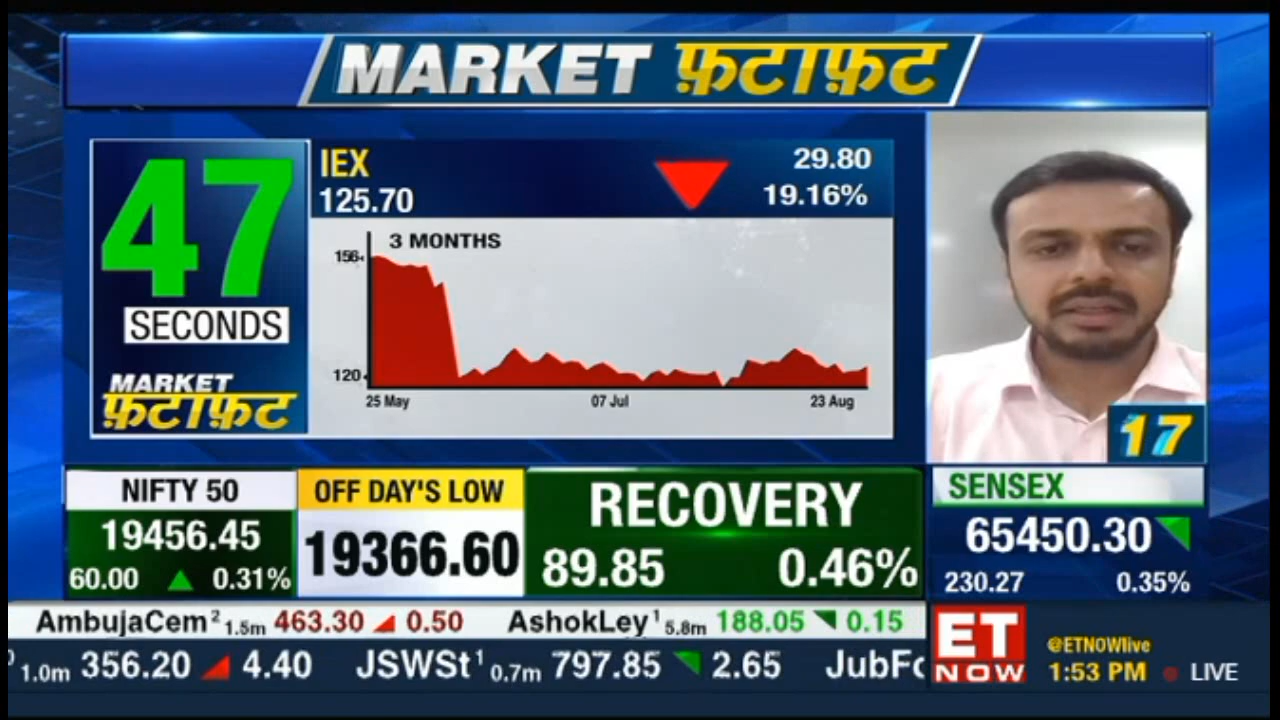 MARKET फ़टाफ़ट
47
SECONDS
MARKET
फ़टाफ़ट
IEX
125.70
29.80
19.16%
3 MONTHS
156
120
25 May
07 Jul
23 Aug
17
NIFTY 50
19456.45
60.00 0.31%
OFF DAY'S LOW
19366.60
RECOVERY
89.85 0.46%
SENSEX
65450.30
230.27 0.35%
AmbujaCem² 1.5m 463.30 0.50 AshokLey¹ 5.8m 188.05 0.15
1.0m 356.20 4.40 JSWSt¹ 0.7m 797.85 2.65 JubFo
ET
NOW
@ETNOWlive
1:53 PM LIVE